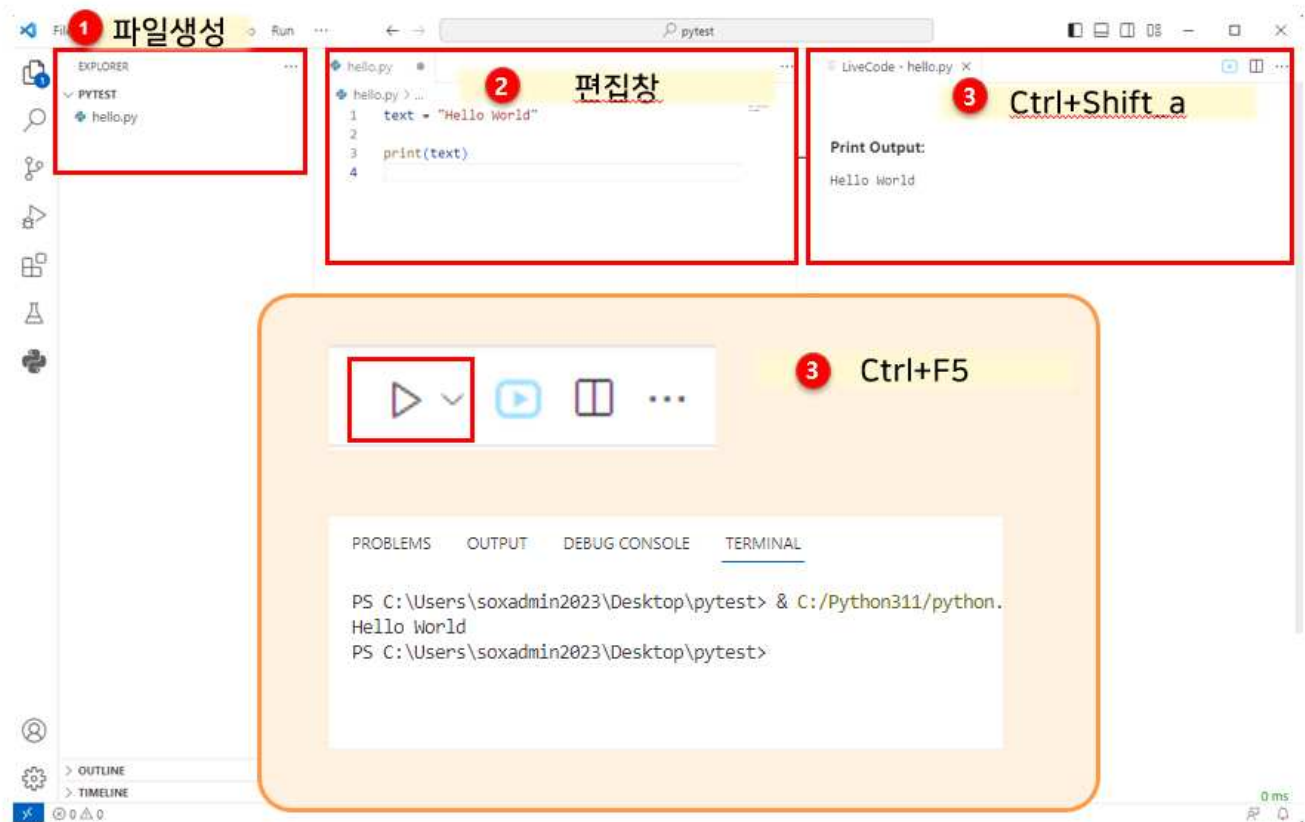 1 파일생성
Run ...
pytest
EXPLORER ...
PYTEST
hello.py
hello.py
hello.py > ...
2 편집창
1 text = "Hello World"
2
3 print(text)
4
LiveCode - hello.py
3 Ctrl+Shift_a
Print Output:
Hello World
3 Ctrl+F5
PROBLEMS OUTPUT DEBUG CONSOLE TERMINAL
PS C:\Users\soxadmin2023\Desktop\pytest> & C:/Python311/python.
Hello World
PS C:\Users\soxadmin2023\Desktop\pytest>
OUTLINE
TIMELINE
0 ms
0 0